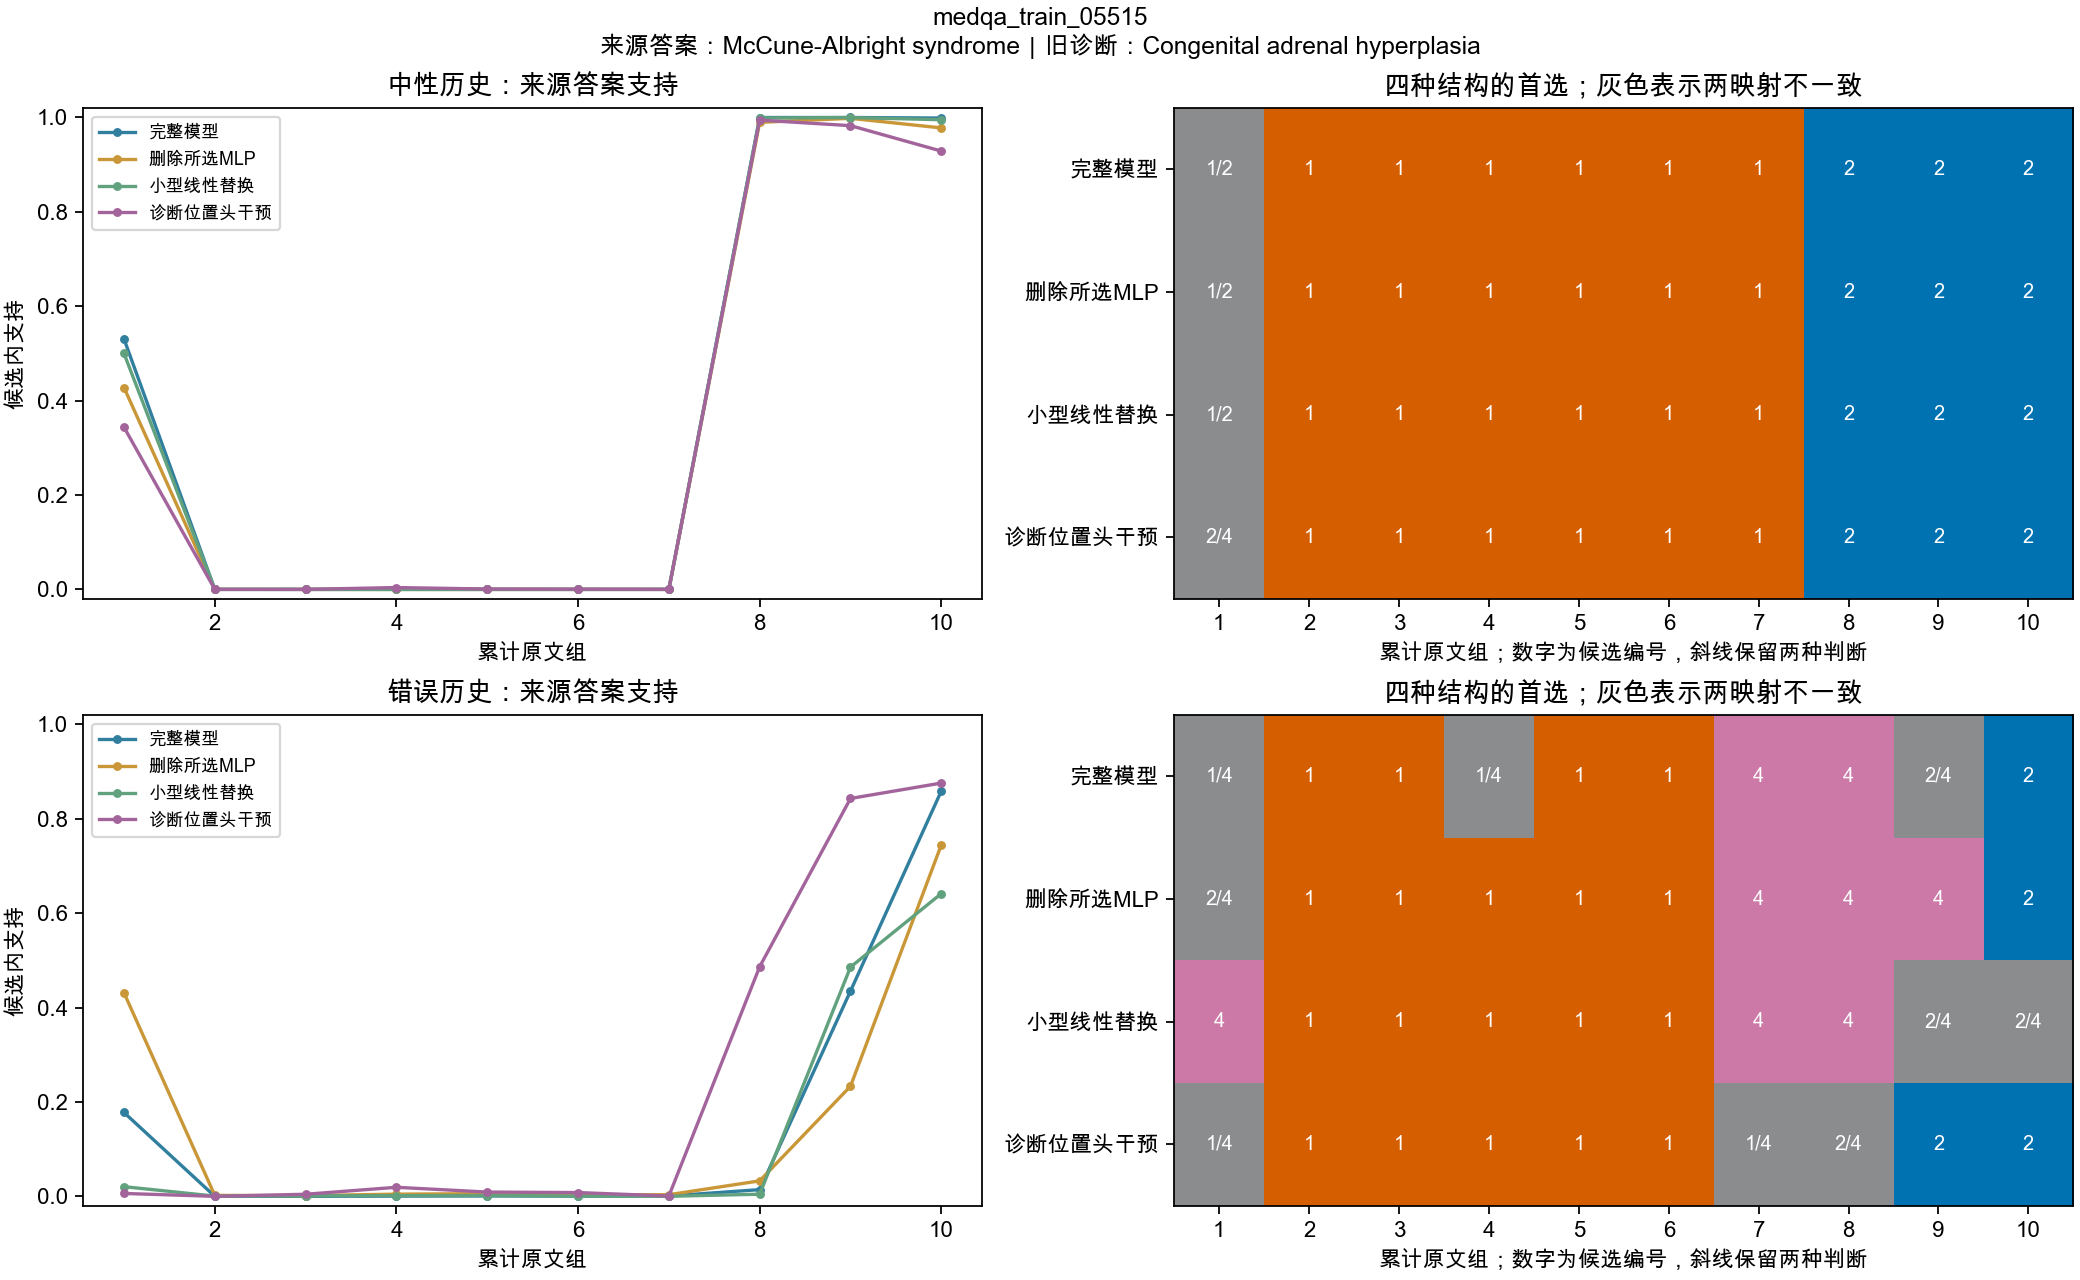 medqa_train_05515
来源答案：McCune-Albright syndrome | 旧诊断：Congenital adrenal hyperplasia
中性历史：来源答案支持
候选内支持
1.0
0.8
0.6
0.4
0.2
0.0
完整模型
删除所选MLP
小型线性替换
诊断位置头干预
2 4 6 8 10
累计原文组
四种结构的首选；灰色表示两映射不一致
完整模型 1/2 1 1 1 1 1 1 2 2 2
删除所选MLP 1/2 1 1 1 1 1 1 2 2 2
小型线性替换 1/2 1 1 1 1 1 1 2 2 2
诊断位置头干预 2/4 1 1 1 1 1 1 2 2 2
1 2 3 4 5 6 7 8 9 10
累计原文组；数字为候选编号，斜线保留两种判断
错误历史：来源答案支持
候选内支持
1.0
0.8
0.6
0.4
0.2
0.0
完整模型
删除所选MLP
小型线性替换
诊断位置头干预
2 4 6 8 10
累计原文组
四种结构的首选；灰色表示两映射不一致
完整模型 1/4 1 1 1/4 1 1 4 4 2/4 2
删除所选MLP 2/4 1 1 1 1 1 4 4 4 2
小型线性替换 4 1 1 1 1 1 4 4 2/4 2/4
诊断位置头干预 1/4 1 1 1 1 1 1/4 2/4 2 2
1 2 3 4 5 6 7 8 9 10
累计原文组；数字为候选编号，斜线保留两种判断